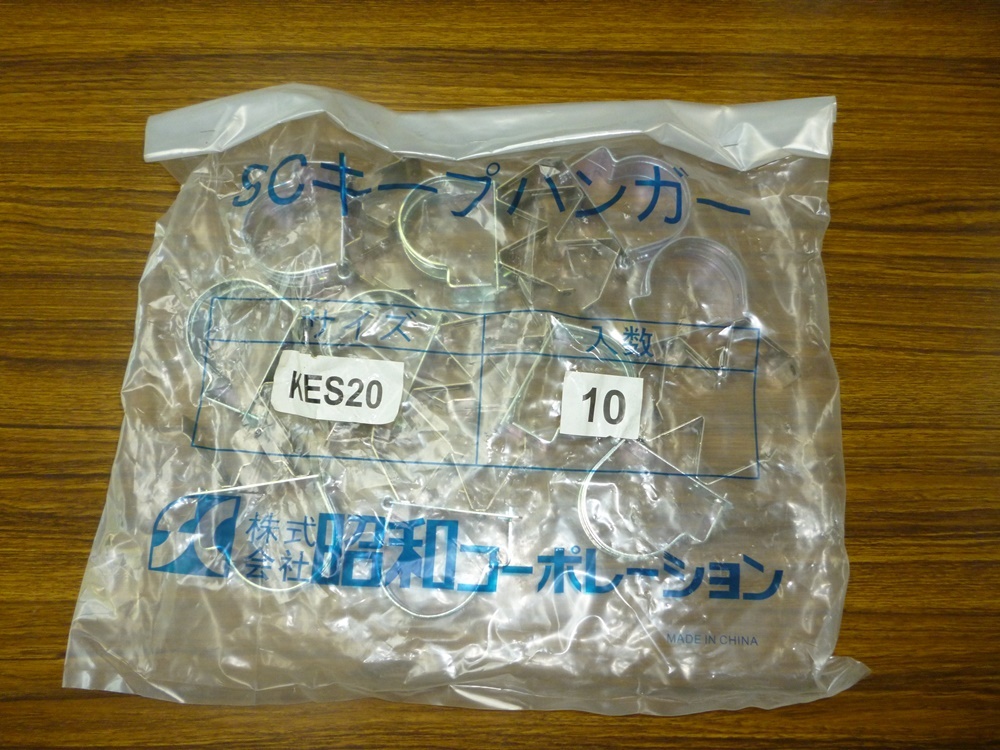 SCキープハンガー
サイズ 入数
KES20 10
株式会社 昭和コーポレーション
MADE IN CHINA